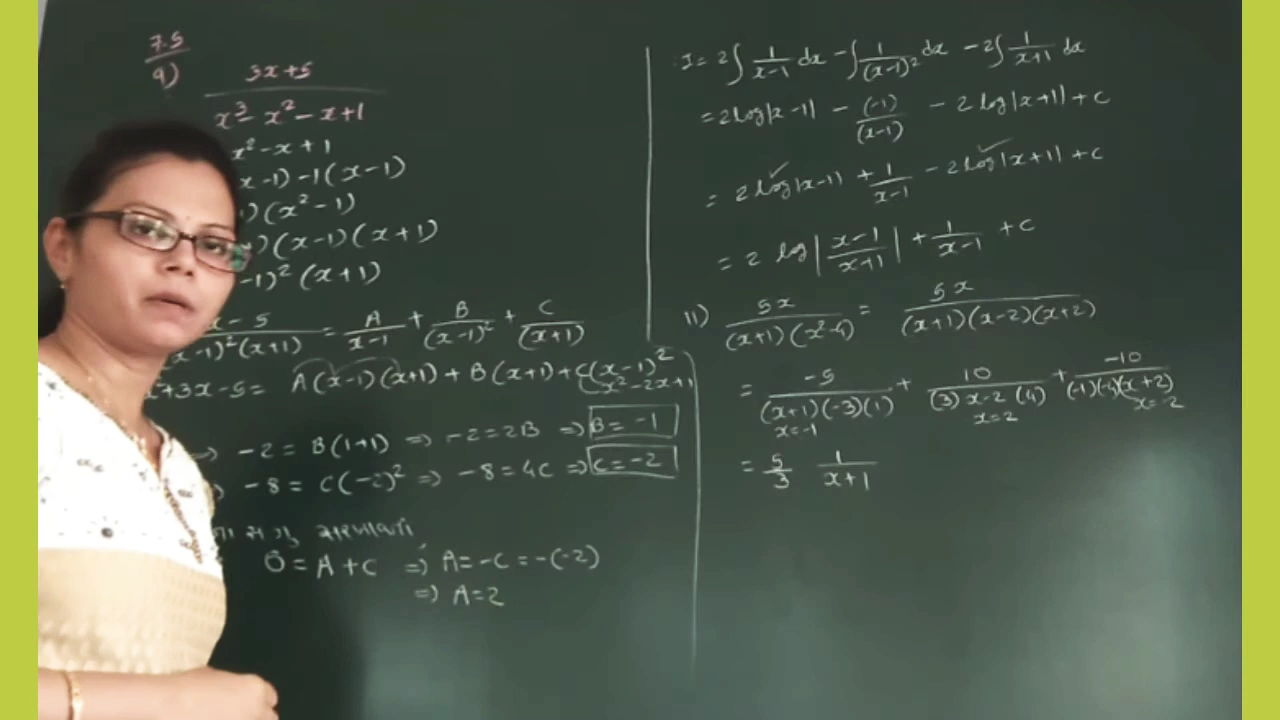 7.5
9) 3x+5
x³ - x² - x + 1
x² - x + 1
x-1) -1(x-1)
)(x²-1)
)(x-1)(x+1)
-1)²(x+1)
x-5/(x-1)²(x+1) = A/(x-1) + B/(x-1)² + C/(x+1)
+3x-5 = A(x-1)(x+1) + B(x+1) + C(x-1)²
x²-2x+1
⇒ -2 = B(1+1) ⇒ -2 = 2B ⇒ B = -1
-8 = C(-2)² ⇒ -8 = 4C ⇒ C = -2
0 = A + C ⇒ A = -C = -(-2)
⇒ A = 2
I = 2∫ 1/(x-1) dx - ∫ 1/(x-1)² dx - 2∫ 1/(x+1) dx
= 2log|x-1| - (-1)/(x-1) - 2 log|x+1| + c
= 2 log|x-1| + 1/(x-1) - 2 log|x+1| + c
= 2 log|(x-1)/(x+1)| + 1/(x-1) + c
11) 5x/(x+1)(x²-4) = 5x/(x+1)(x-2)(x+2)
= -5/(x+1)(-3)(1) + 10/(3)x-2(4) + -10/(-1)(-4)(x+2)
x=-1 x=2 x=-2
= 5/3 1/(x+1)